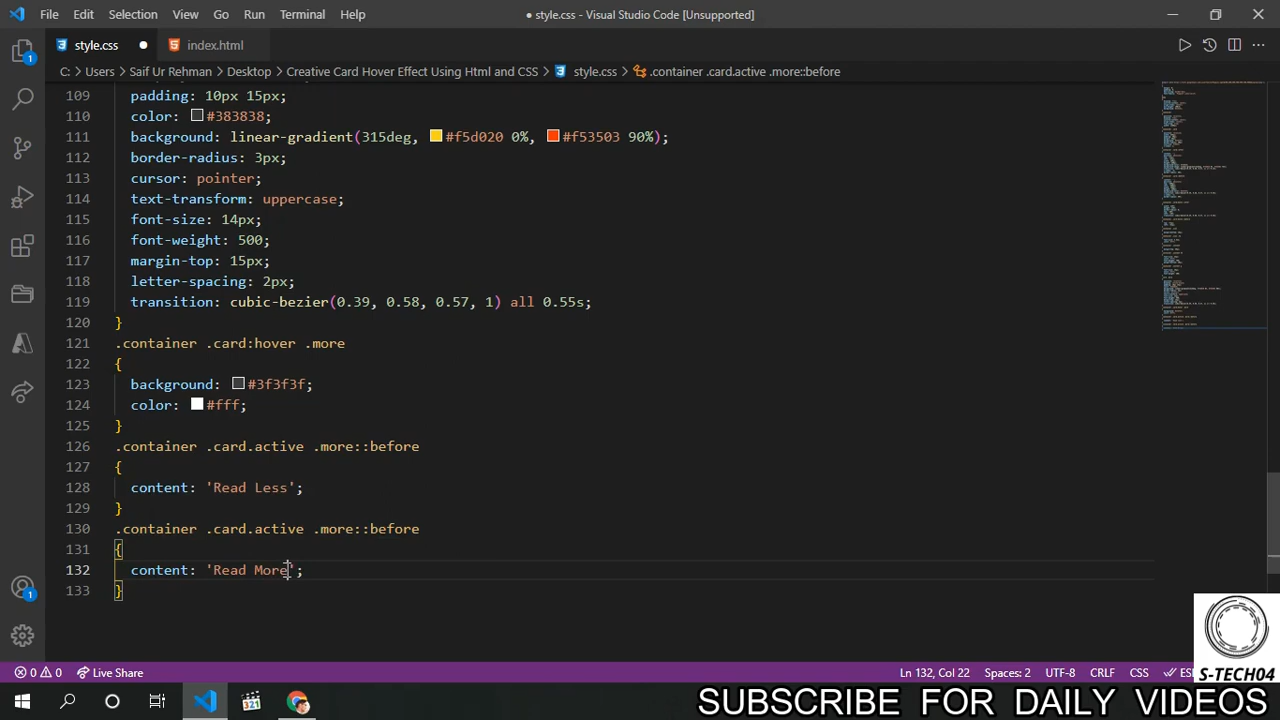 File Edit Selection View Go Run Terminal Help
● style.css - Visual Studio Code [Unsupported]
style.css ● index.html
C: > Users > Saif Ur Rehman > Desktop > Creative Card Hover Effect Using Html and CSS > style.css > .container .card.active .more::before
109 padding: 10px 15px;
110 color: #383838;
111 background: linear-gradient(315deg, #f5d020 0%, #f53503 90%);
112 border-radius: 3px;
113 cursor: pointer;
114 text-transform: uppercase;
115 font-size: 14px;
116 font-weight: 500;
117 margin-top: 15px;
118 letter-spacing: 2px;
119 transition: cubic-bezier(0.39, 0.58, 0.57, 1) all 0.55s;
120 }
121 .container .card:hover .more
122 {
123 background: #3f3f3f;
124 color: #fff;
125 }
126 .container .card.active .more::before
127 {
128 content: 'Read Less';
129 }
130 .container .card.active .more::before
131 {
132 content: 'Read More';
133 }
1
1
0 0 Live Share
Ln 132, Col 22 Spaces: 2 UTF-8 CRLF CSS
S-TECH04
321
SUBSCRIBE FOR DAILY VIDEOS